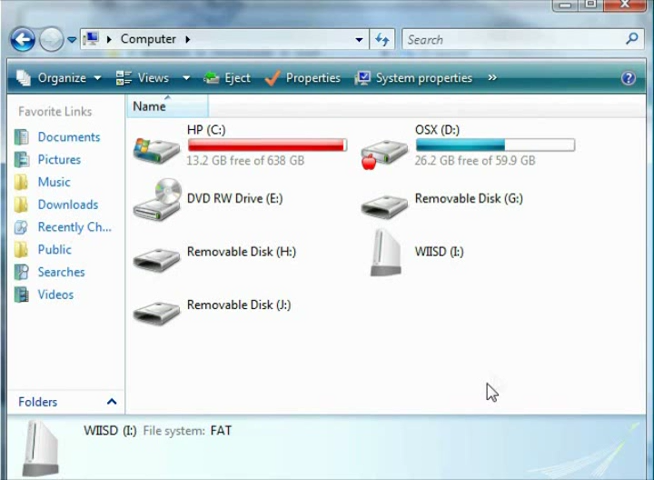 Computer
Search
Organize Views Eject Properties System properties »
Favorite Links
Documents
Pictures
Music
Downloads
Recently Ch...
Public
Searches
Videos
Folders
Name
HP (C:)
13.2 GB free of 638 GB
OSX (D:)
26.2 GB free of 59.9 GB
DVD RW Drive (E:)
Removable Disk (G:)
Removable Disk (H:)
WIISD (I:)
Removable Disk (J:)
WIISD (I:) File system: FAT